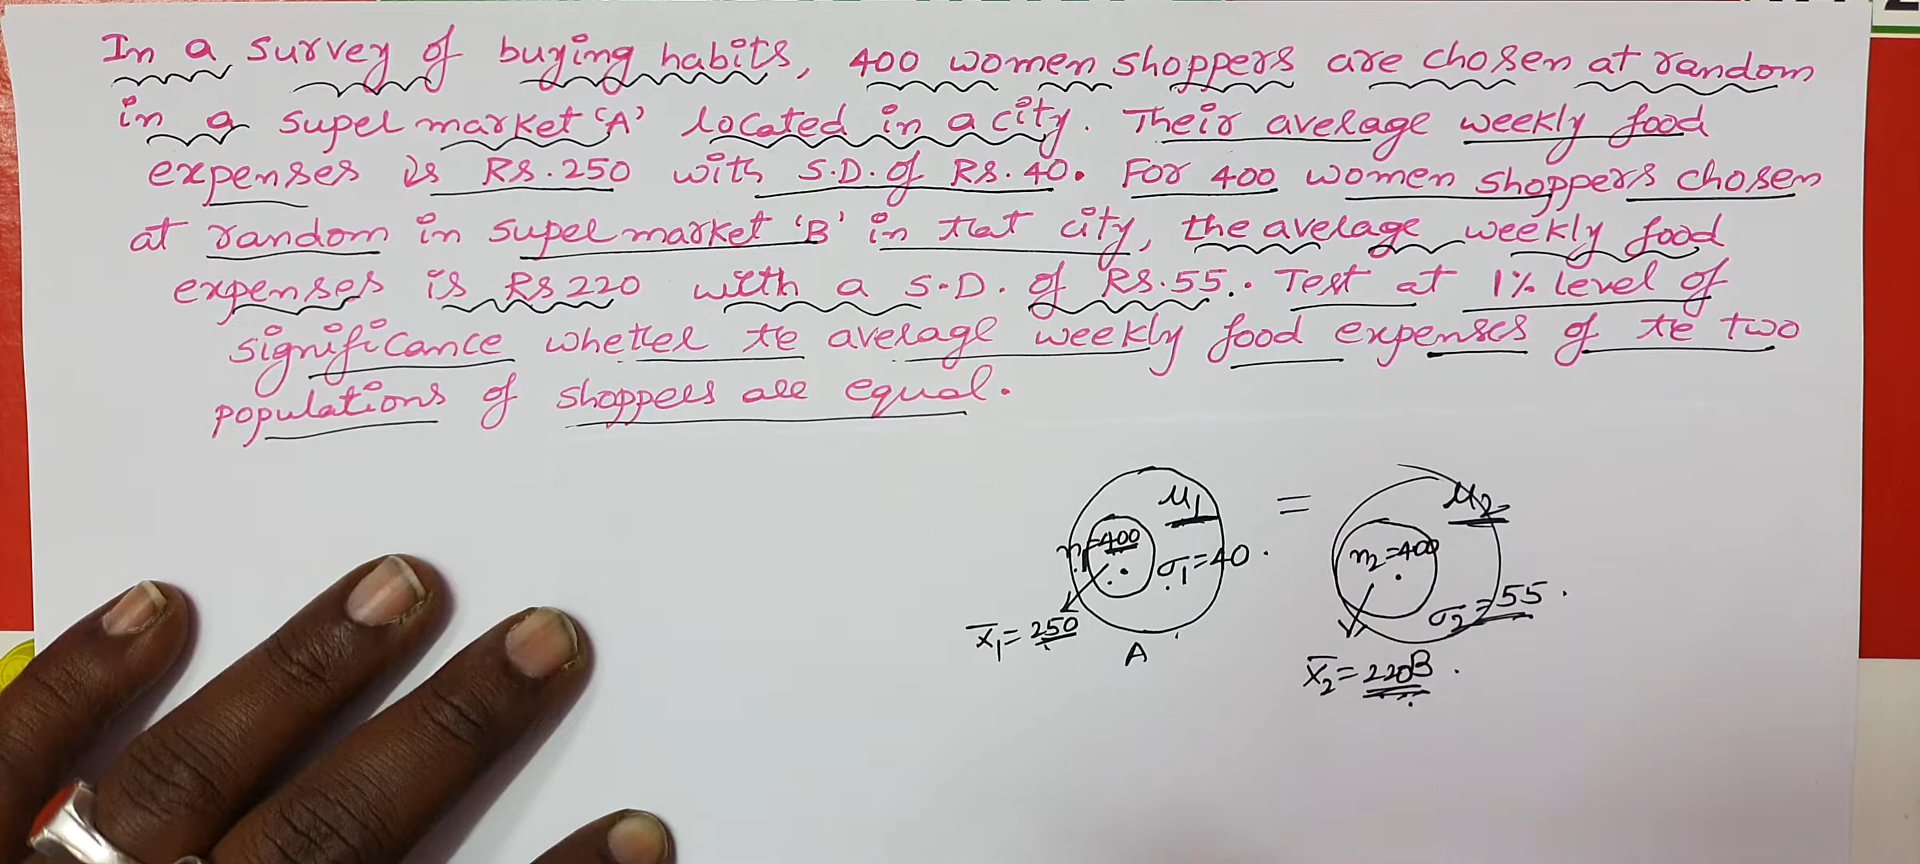 In a survey of buying habits, 400 women shoppers are chosen at random
in a super market 'A' located in a city. Their average weekly food
expenses is Rs.250 with S.D. of Rs.40. For 400 women shoppers chosen
at random in super market 'B' in that city, the average weekly food
expenses is Rs 220 with a S.D. of Rs.55. Test at 1% level of
significance whether the average weekly food expenses of the two
populations of shoppers are equal.
μ1 = μ2
n1=400 σ1=40. n2=400
σ2=55.
x̄1=250
A
x̄2=220 B.